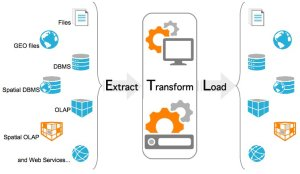 Files
GEO files
DBMS
Spatial DBMS
OLAP
Spatial OLAP
and Web Services...
Extract
Transform
Load